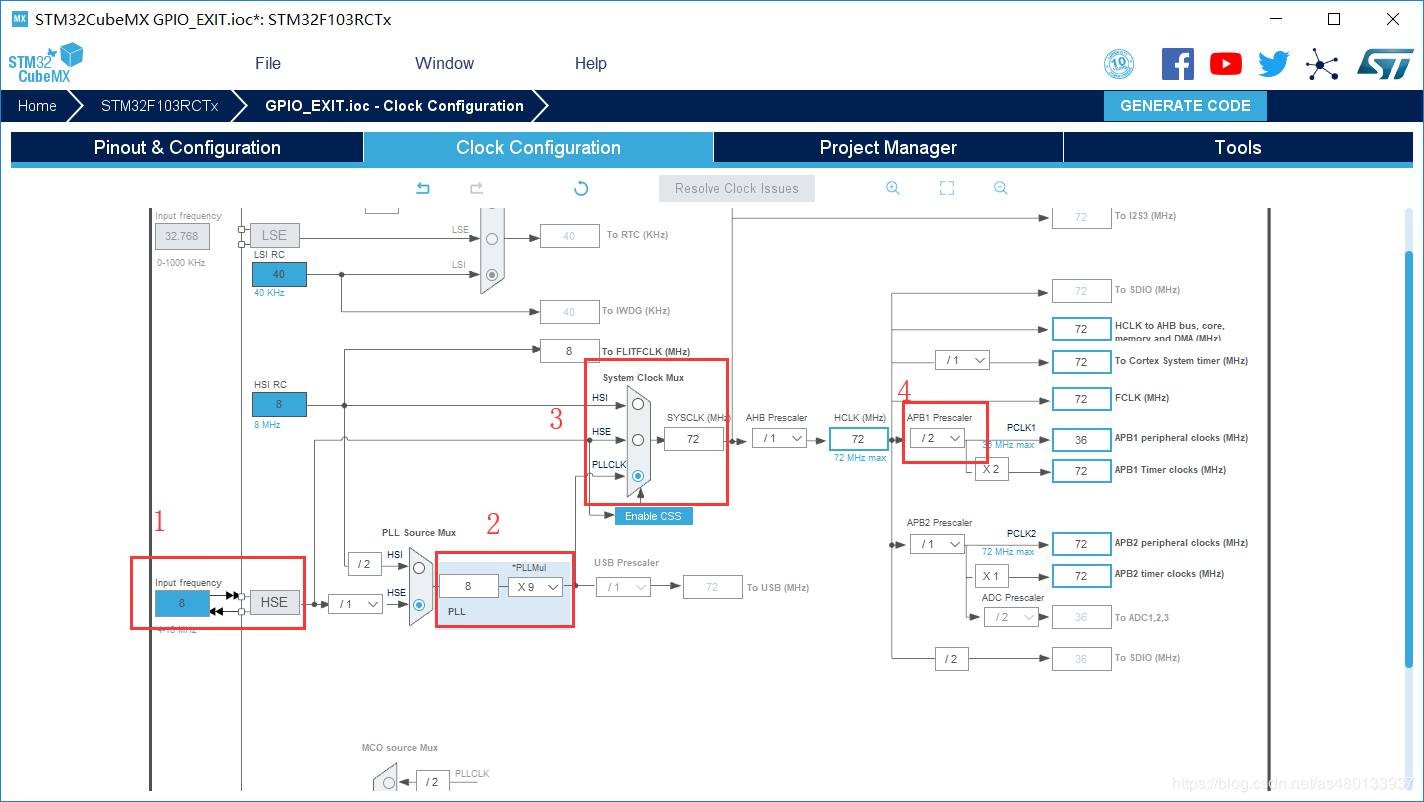 MX STM32CubeMX GPIO_EXIT.ioc*: STM32F103RCTx
STM32
CubeMX
File Window Help
10
ST
Home STM32F103RCTx GPIO_EXIT.ioc - Clock Configuration GENERATE CODE
Pinout & Configuration Clock Configuration Project Manager Tools
Resolve Clock Issues
Input frequency
32.768
0-1000 KHz
LSE
LSI RC
40
40 KHz
LSE
LSI
40 To RTC (KHz)
40 To IWDG (KHz)
8 To FLITFCLK (MHz)
HSI RC
8
8 MHz
3
System Clock Mux
HSI
HSE
PLLCLK
Enable CSS
SYSCLK (MHz)
72
AHB Prescaler
/ 1
HCLK (MHz)
72
72 MHz max
72 To I2S3 (MHz)
72 To SDIO (MHz)
72 HCLK to AHB bus, core,
memory and DMA (MHz)
/ 1 72 To Cortex System timer (MHz)
72 FCLK (MHz)
4
APB1 Prescaler
/ 2
PCLK1
36 MHz max
36 APB1 peripheral clocks (MHz)
X 2 72 APB1 Timer clocks (MHz)
APB2 Prescaler
/ 1
PCLK2
72 MHz max
72 APB2 peripheral clocks (MHz)
X 1 72 APB2 timer clocks (MHz)
ADC Prescaler
/ 2 36 To ADC1,2,3
/ 2 36 To SDIO (MHz)
1
Input frequency
8
4-16 MHz
HSE
/ 1
PLL Source Mux
/ 2 HSI
HSE
2
*PLLMul
8 X 9
PLL
USB Prescaler
/ 1 72 To USB (MHz)
MCO source Mux
/ 2 PLLCLK
https://blog.csdn.net/as480133937